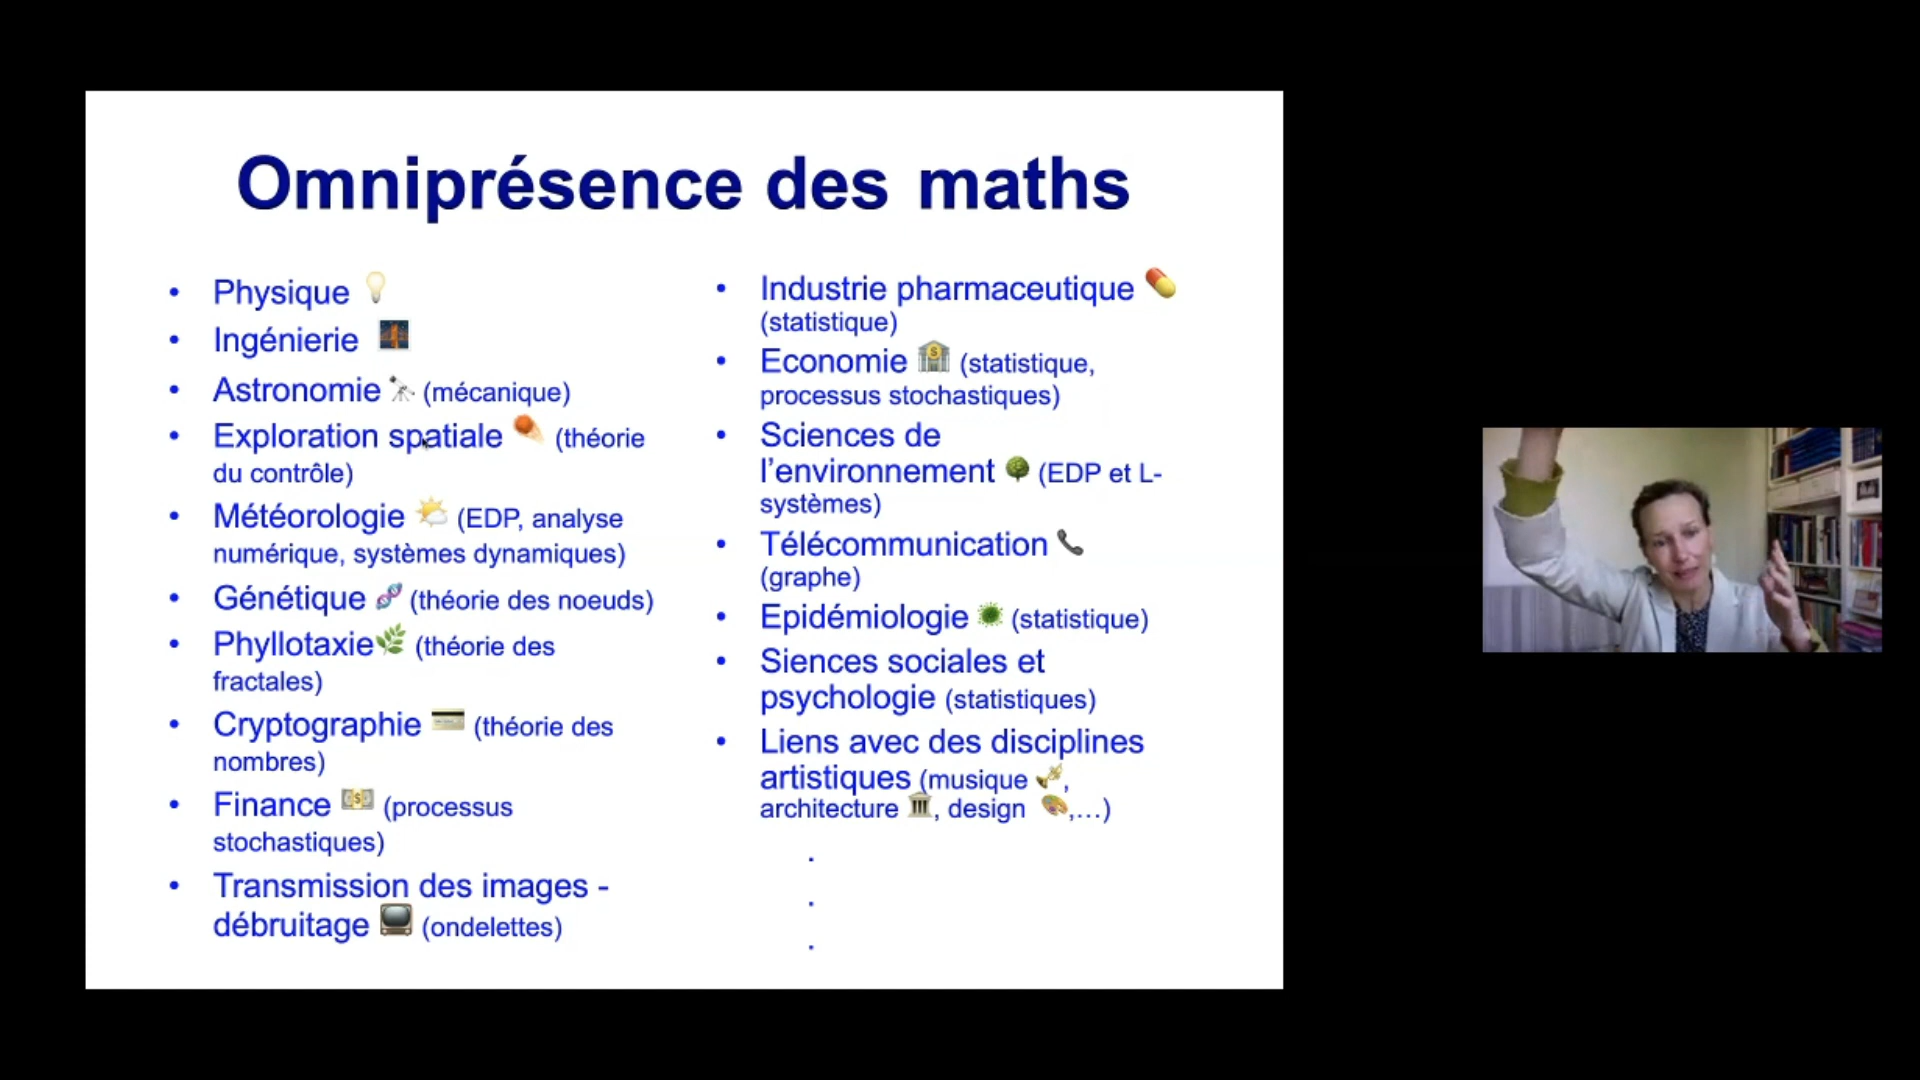 Omniprésence des maths
• Physique
• Ingénierie
• Astronomie (mécanique)
• Exploration spatiale (théorie
du contrôle)
• Météorologie (EDP, analyse
numérique, systèmes dynamiques)
• Génétique (théorie des noeuds)
• Phyllotaxie (théorie des
fractales)
• Cryptographie (théorie des
nombres)
• Finance (processus
stochastiques)
• Transmission des images -
débruitage (ondelettes)
• Industrie pharmaceutique
(statistique)
• Economie (statistique,
processus stochastiques)
• Sciences de
l’environnement (EDP et L-
systèmes)
• Télécommunication
(graphe)
• Epidémiologie (statistique)
• Siences sociales et
psychologie (statistiques)
• Liens avec des disciplines
artistiques (musique ,
architecture , design ,…)
.
.
.